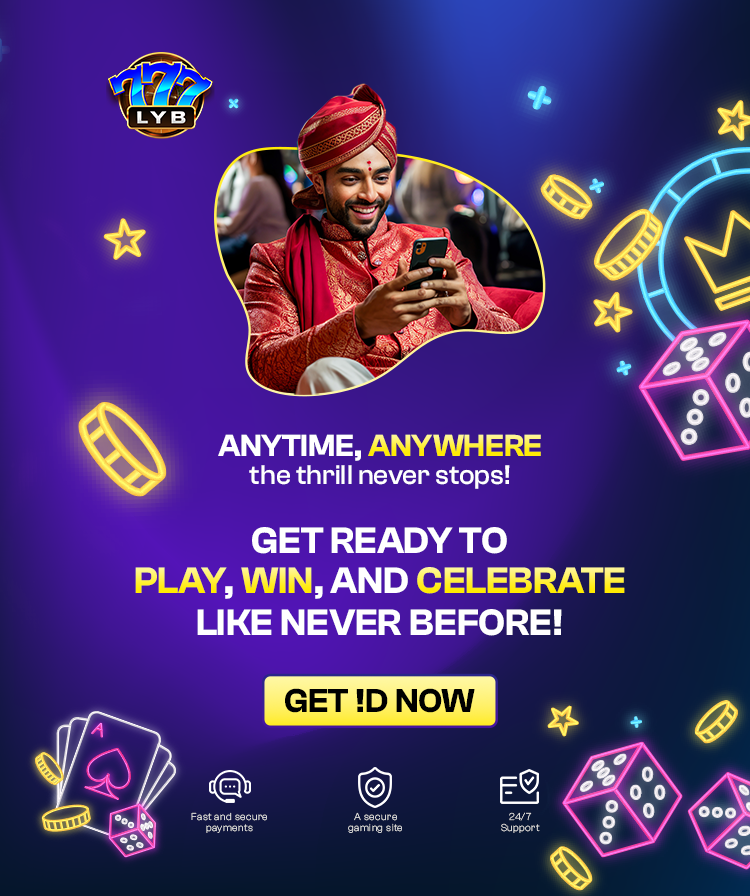 777
LYB
ANYTIME, ANYWHERE
the thrill never stops!
GET READY TO
PLAY, WIN, AND CELEBRATE
LIKE NEVER BEFORE!
GET !D NOW
A
Fast and secure
payments
A secure
gaming site
24/7
Support